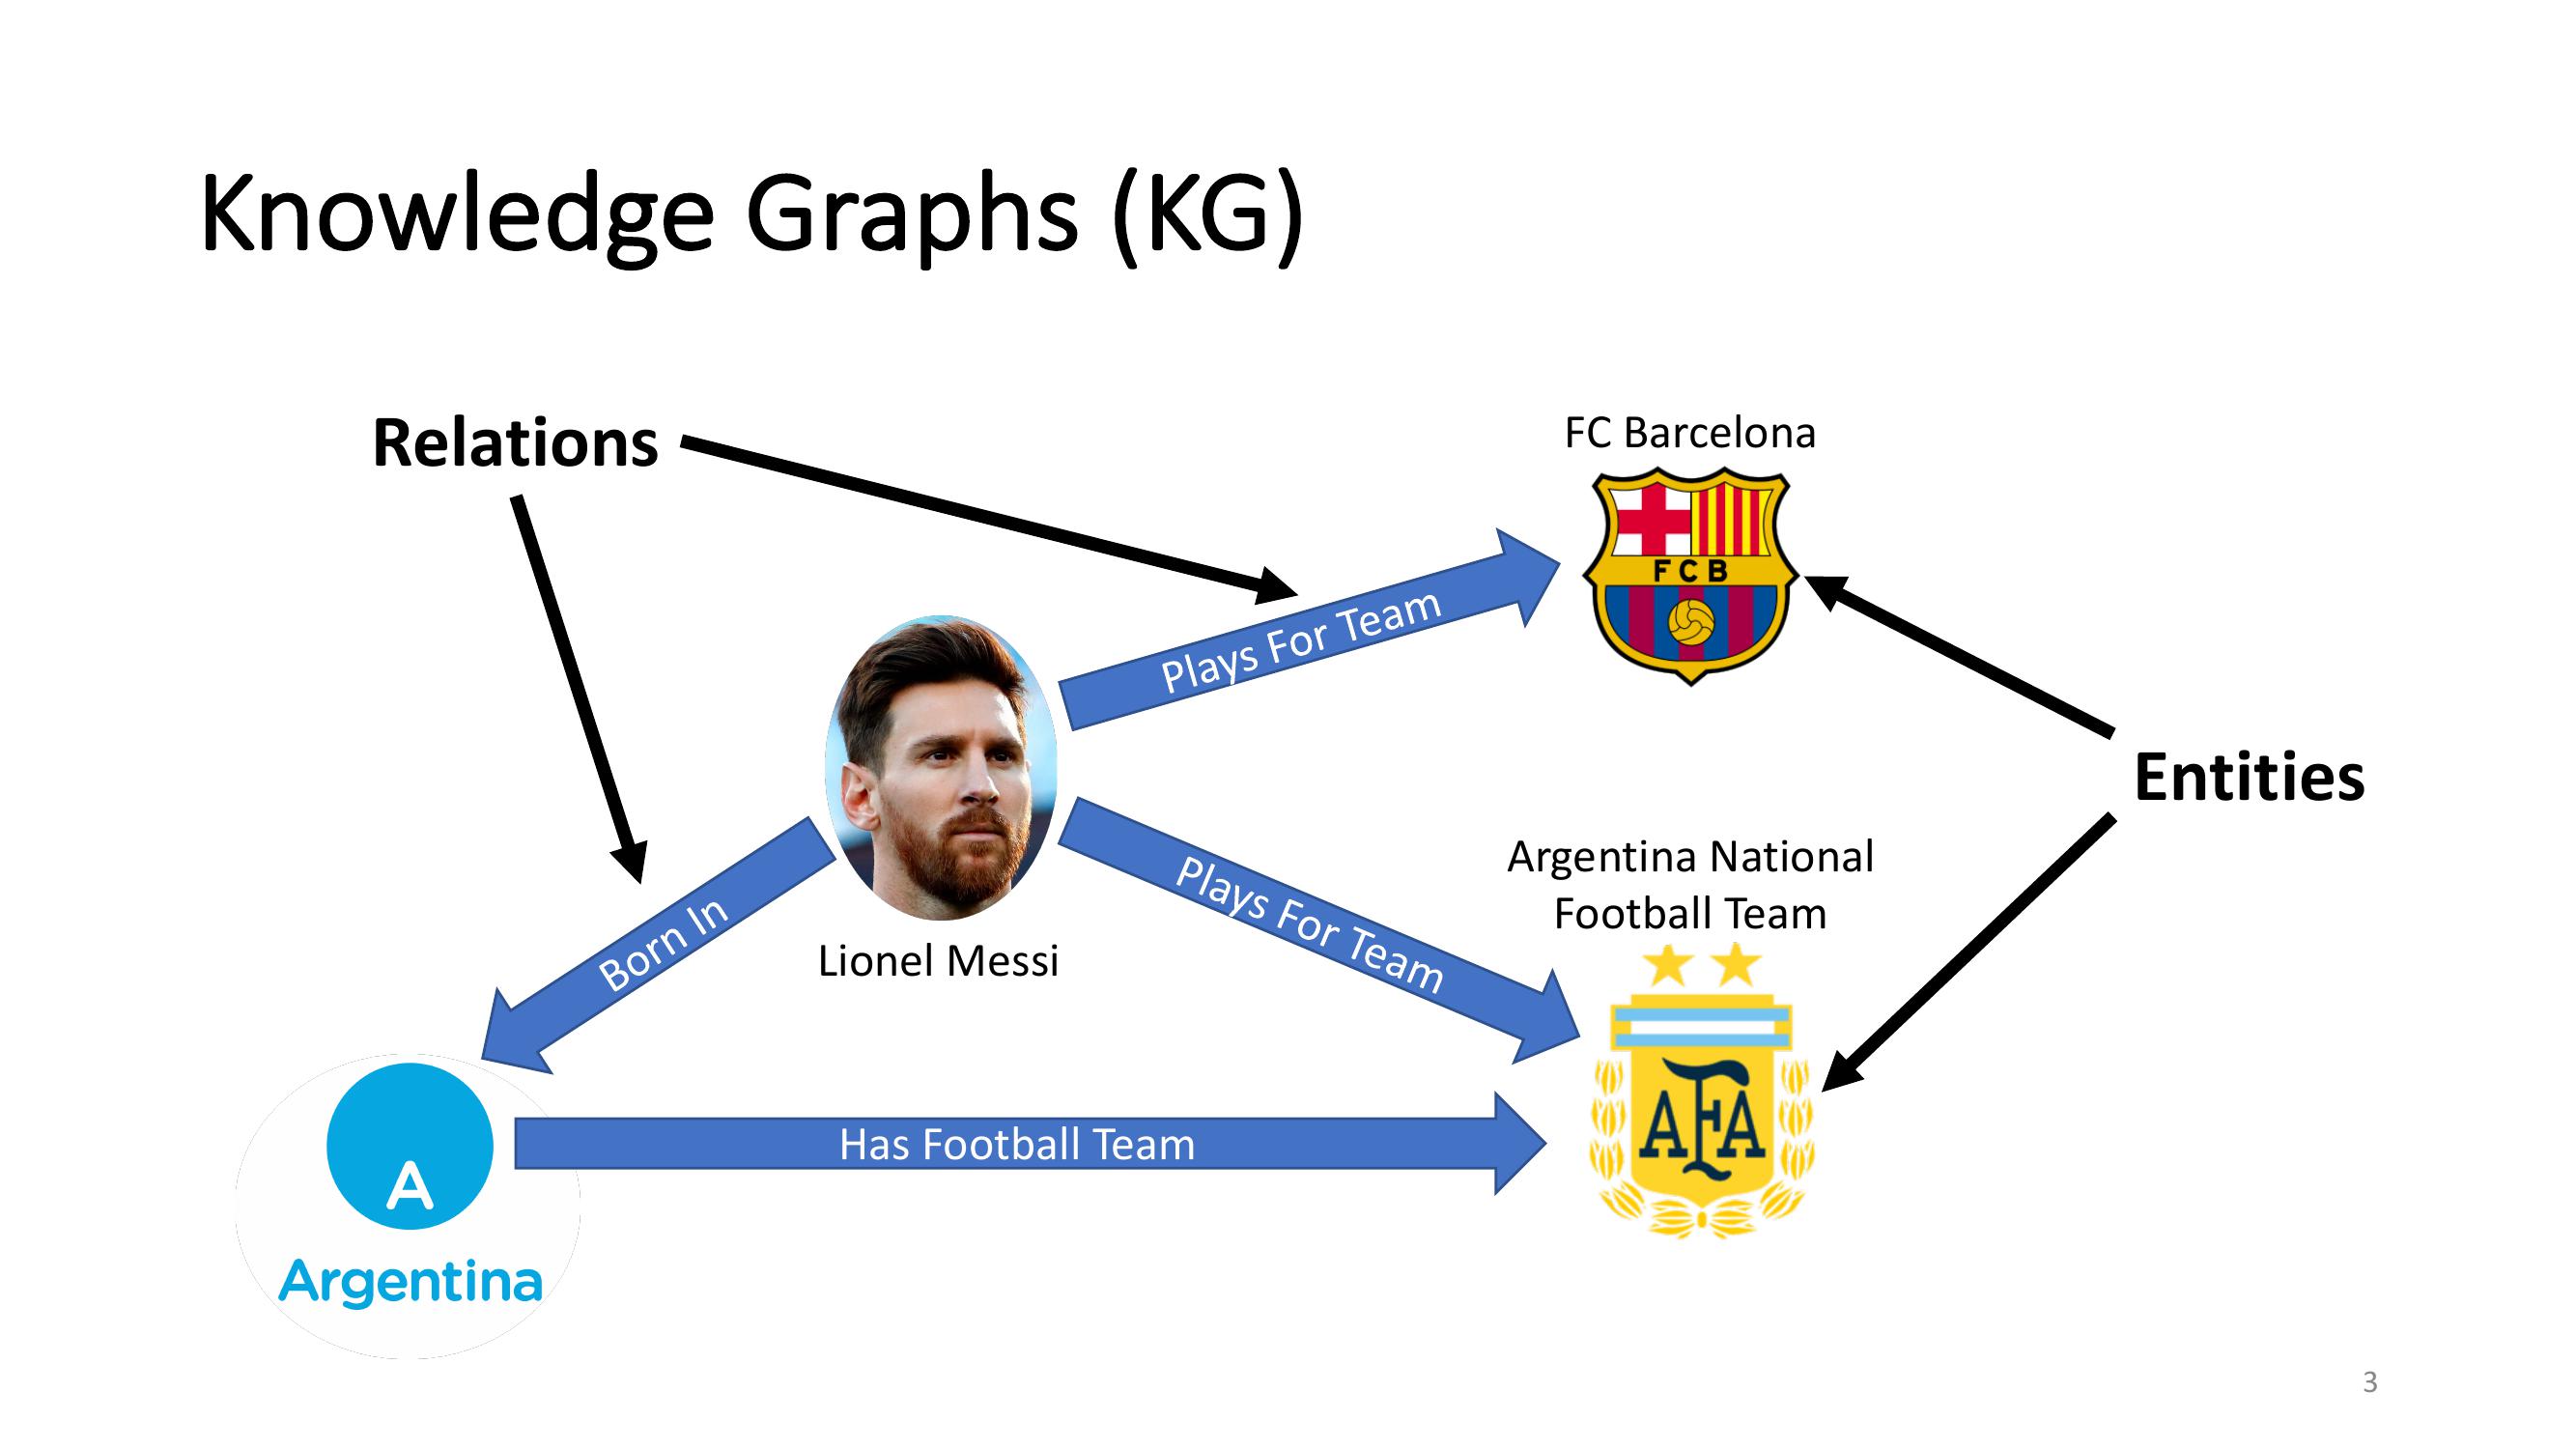 Knowledge Graphs (KG)
Relations
FC Barcelona
FCB
Plays For Team
Entities
Argentina National
Football Team
Plays For Team
Born In
Lionel Messi
AFA
Has Football Team
A
Argentina
3